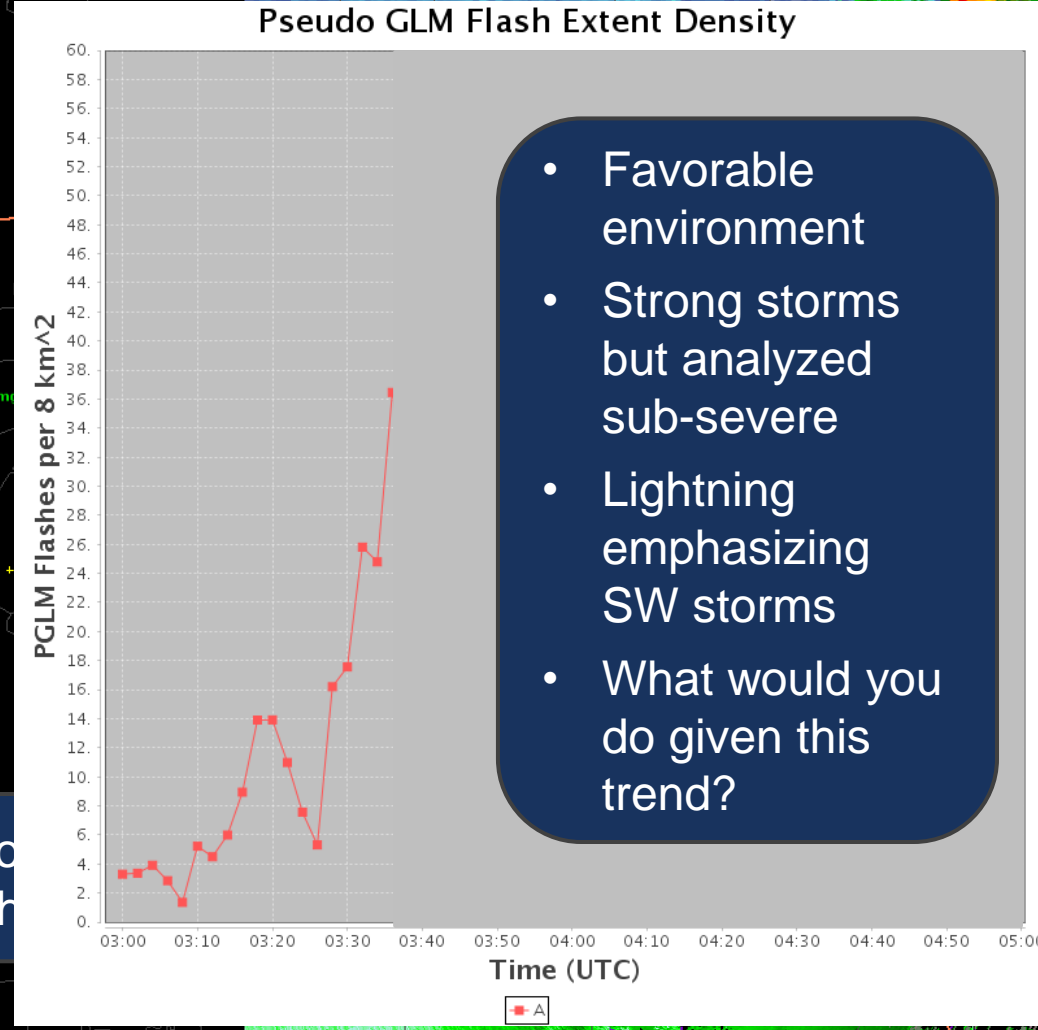 Pseudo GLM Flash Extent Density
60.
58.
56.
54.
52.
50.
48.
46.
44.
42.
40.
38.
36.
34.
32.
30.
28.
26.
24.
22.
20.
18.
16.
14.
12.
10.
8.
6.
4.
2.
0.
PGLM Flashes per 8 km^2
• Favorable
environment
• Strong storms
but analyzed
sub-severe
• Lightning
emphasizing
SW storms
• What would you
do given this
trend?
03:00 03:10 03:20 03:30 03:40 03:50 04:00 04:10 04:20 04:30 04:40 04:50
Time (UTC)
A